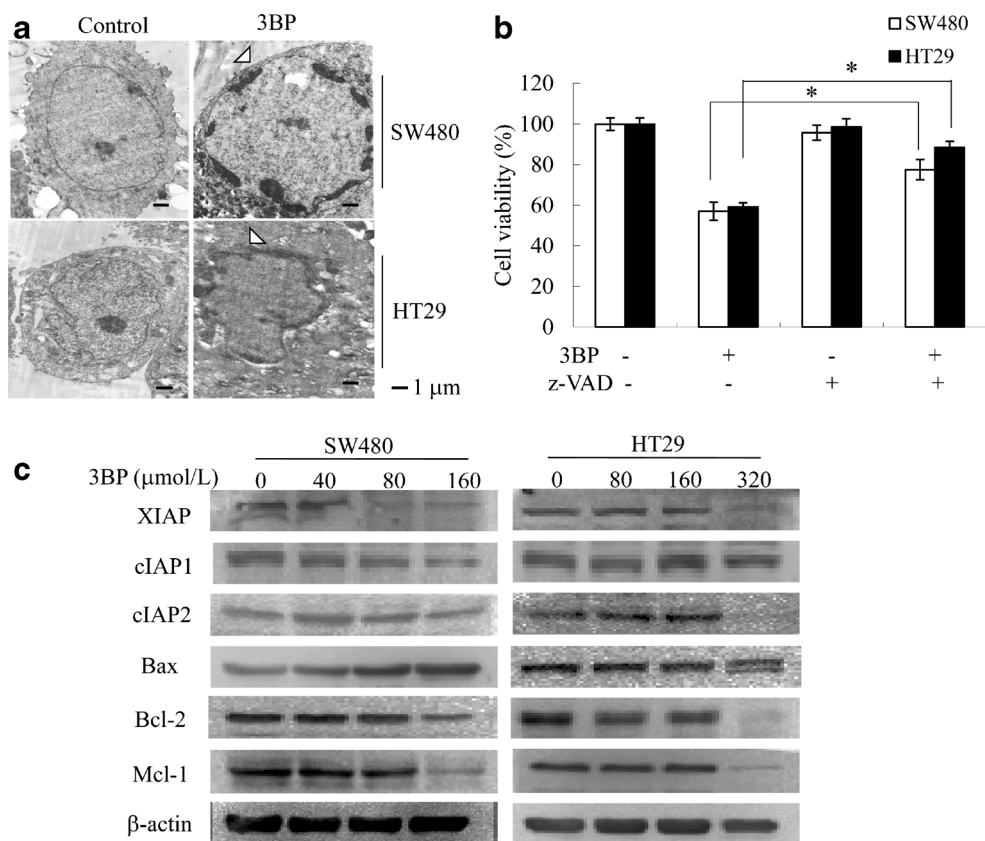 a
Control 3BP
SW480
HT29
1 μm
b
SW480
HT29
Cell viability (%)
120
100
80
60
40
20
0
*
*
3BP - + - +
z-VAD - - + +
c
SW480 HT29
3BP (μmol/L) 0 40 80 160 0 80 160 320
XIAP
cIAP1
cIAP2
Bax
Bcl-2
Mcl-1
β-actin